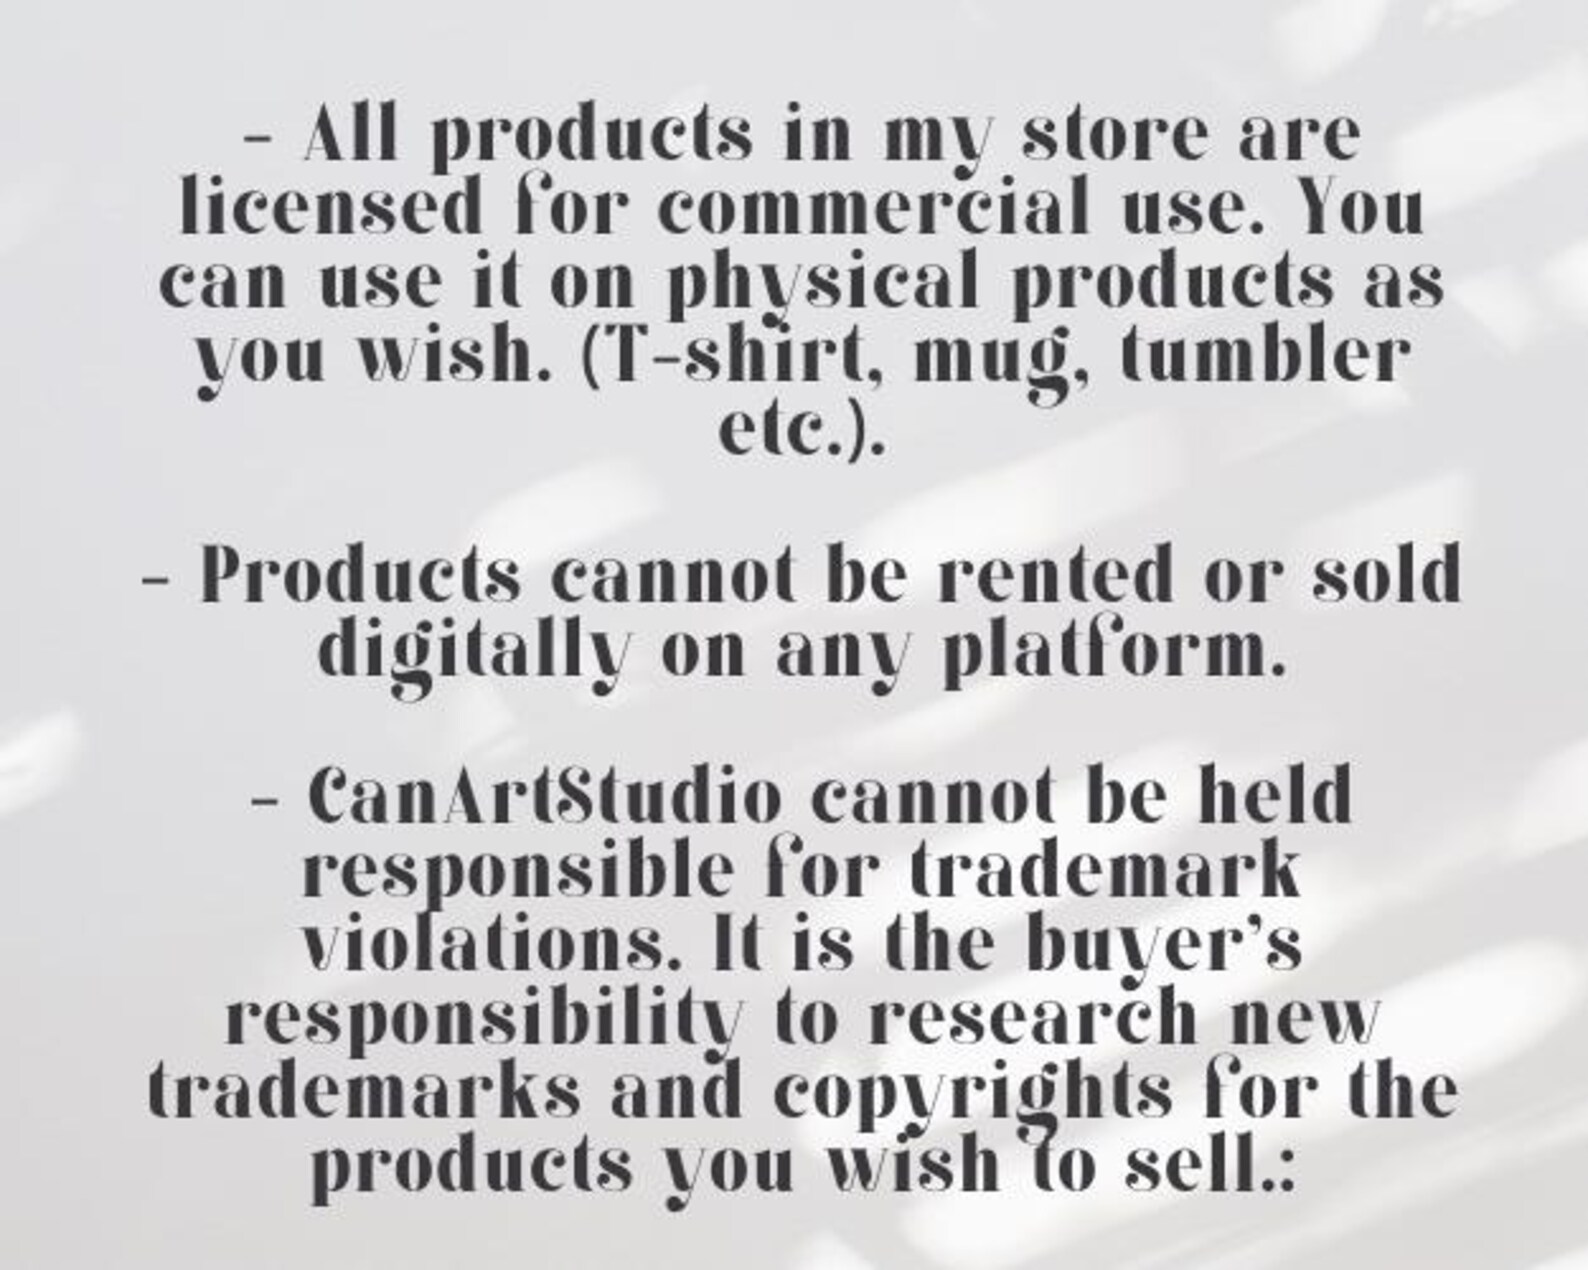 - All products in my store are
licensed for commercial use. You
can use it on physical products as
you wish. (T-shirt, mug, tumbler
etc.).
- Products cannot be rented or sold
digitally on any platform.
- CanArtStudio cannot be held
responsible for trademark
violations. It is the buyer’s
responsibility to research new
trademarks and copyrights for the
products you wish to sell.: